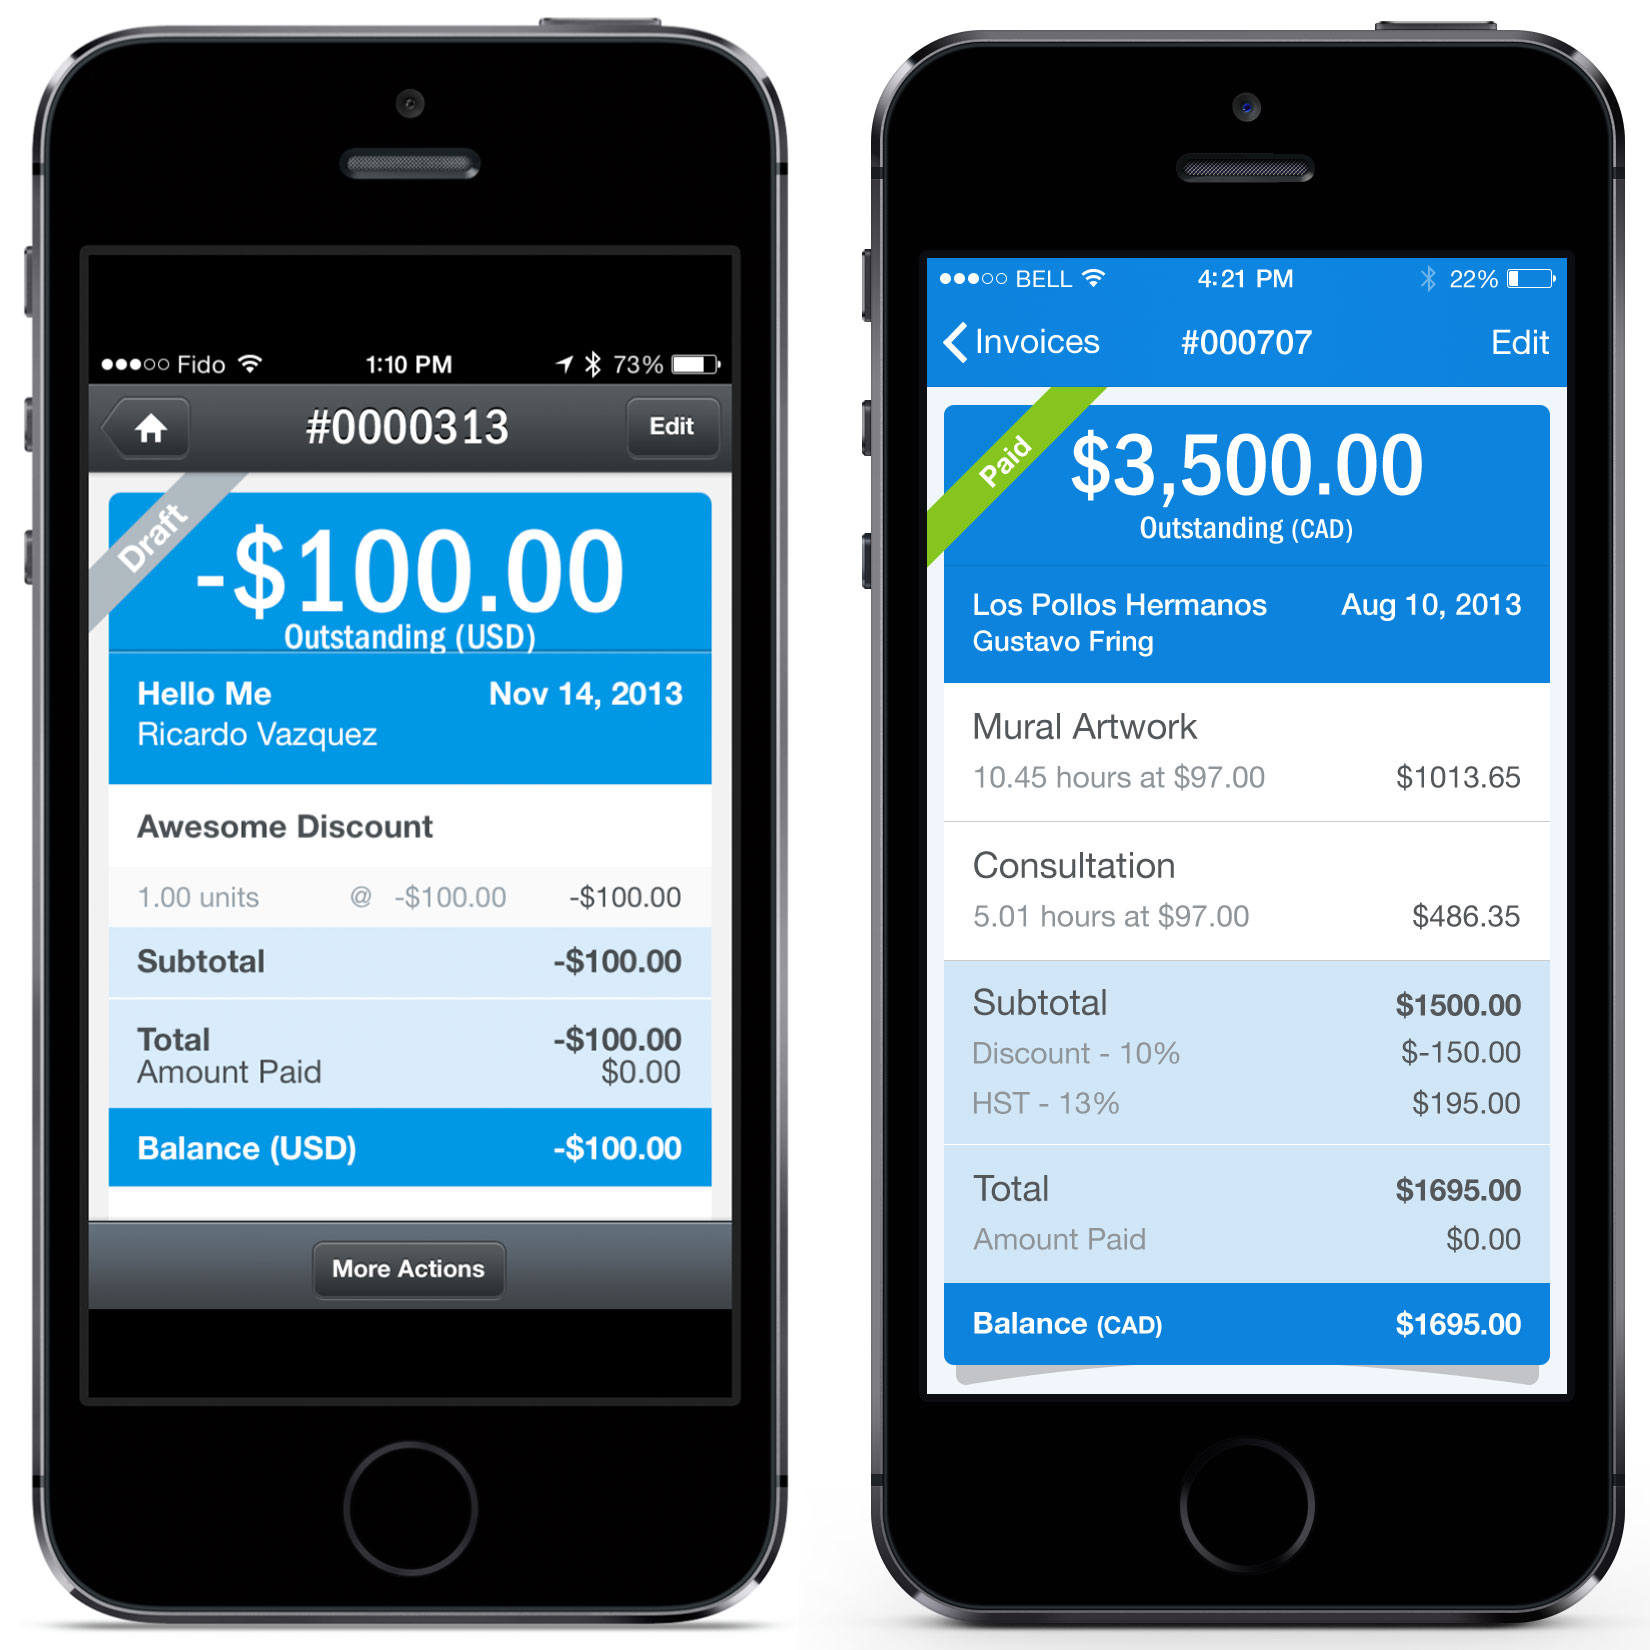 Fido 1:10 PM 73%
#0000313 Edit
Draft
-$100.00
Outstanding (USD)
Hello Me Nov 14, 2013
Ricardo Vazquez
Awesome Discount
1.00 units @ -$100.00 -$100.00
Subtotal -$100.00
Total -$100.00
Amount Paid $0.00
Balance (USD) -$100.00
More Actions
BELL 4:21 PM 22%
Invoices #000707 Edit
Paid
$3,500.00
Outstanding (CAD)
Los Pollos Hermanos Aug 10, 2013
Gustavo Fring
Mural Artwork
10.45 hours at $97.00 $1013.65
Consultation
5.01 hours at $97.00 $486.35
Subtotal $1500.00
Discount - 10% $-150.00
HST - 13% $195.00
Total $1695.00
Amount Paid $0.00
Balance (CAD) $1695.00